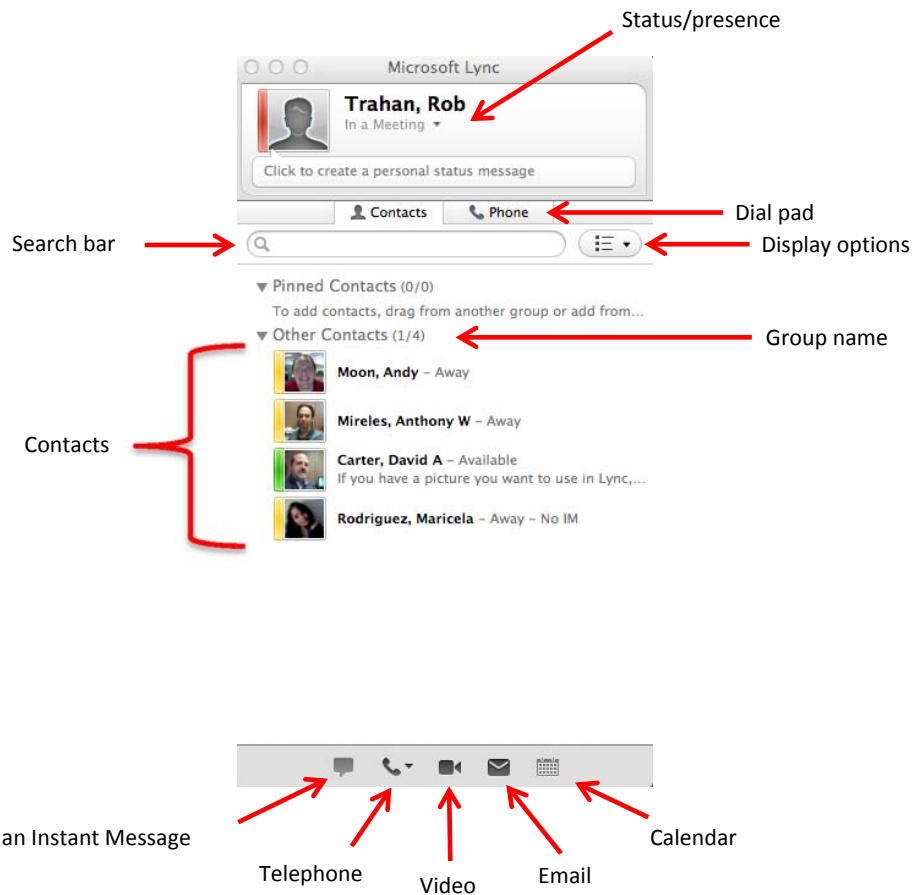 Status/presence
Microsoft Lync
Trahan, Rob
In a Meeting
Click to create a personal status message
Contacts
Phone
Dial pad
Search bar
Display options
Pinned Contacts (0/0)
To add contacts, drag from another group or add from...
Other Contacts (1/4)
Group name
Moon, Andy – Away
Mireles, Anthony W – Away
Contacts
Carter, David A – Available
If you have a picture you want to use in Lync,...
Rodriguez, Maricela – Away – No IM
an Instant Message
Calendar
Telephone
Email
Video